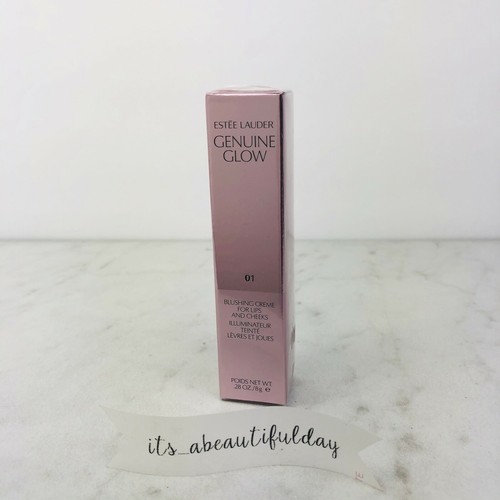 ESTĒE LAUDER
GENUINE
GLOW
01
BLUSHING CREME
FOR LIPS
AND CHEEKS
ILLUMINATEUR
TEINTÉ
LÈVRES ET JOUES
POIDS NET WT.
.28 OZ./8g ℮
its_abeautifulday